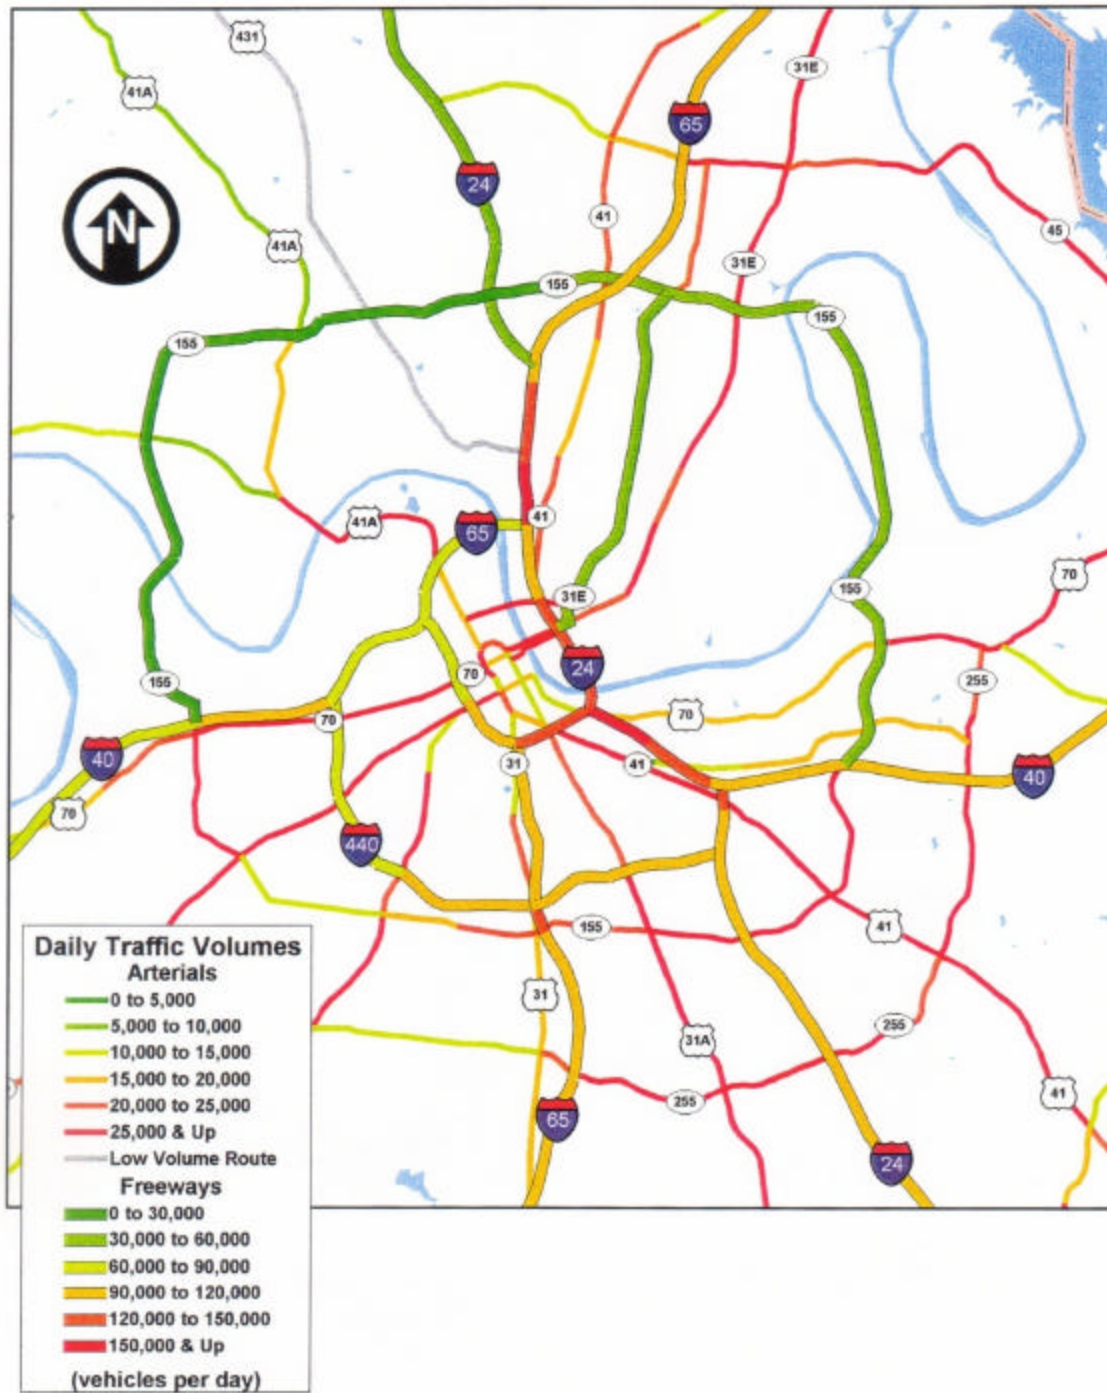 431
31E
41A
65
24
41
45
41A
31E
155
155
155
41A
65
41
31E
155
70
24
70
255
155
70
70
40
31
41
40
70
440
155
41
31
255
31A
255
65
41
24
Daily Traffic Volumes
Arterials
0 to 5,000
5,000 to 10,000
10,000 to 15,000
15,000 to 20,000
20,000 to 25,000
25,000 & Up
Low Volume Route
Freeways
0 to 30,000
30,000 to 60,000
60,000 to 90,000
90,000 to 120,000
120,000 to 150,000
150,000 & Up
(vehicles per day)
N